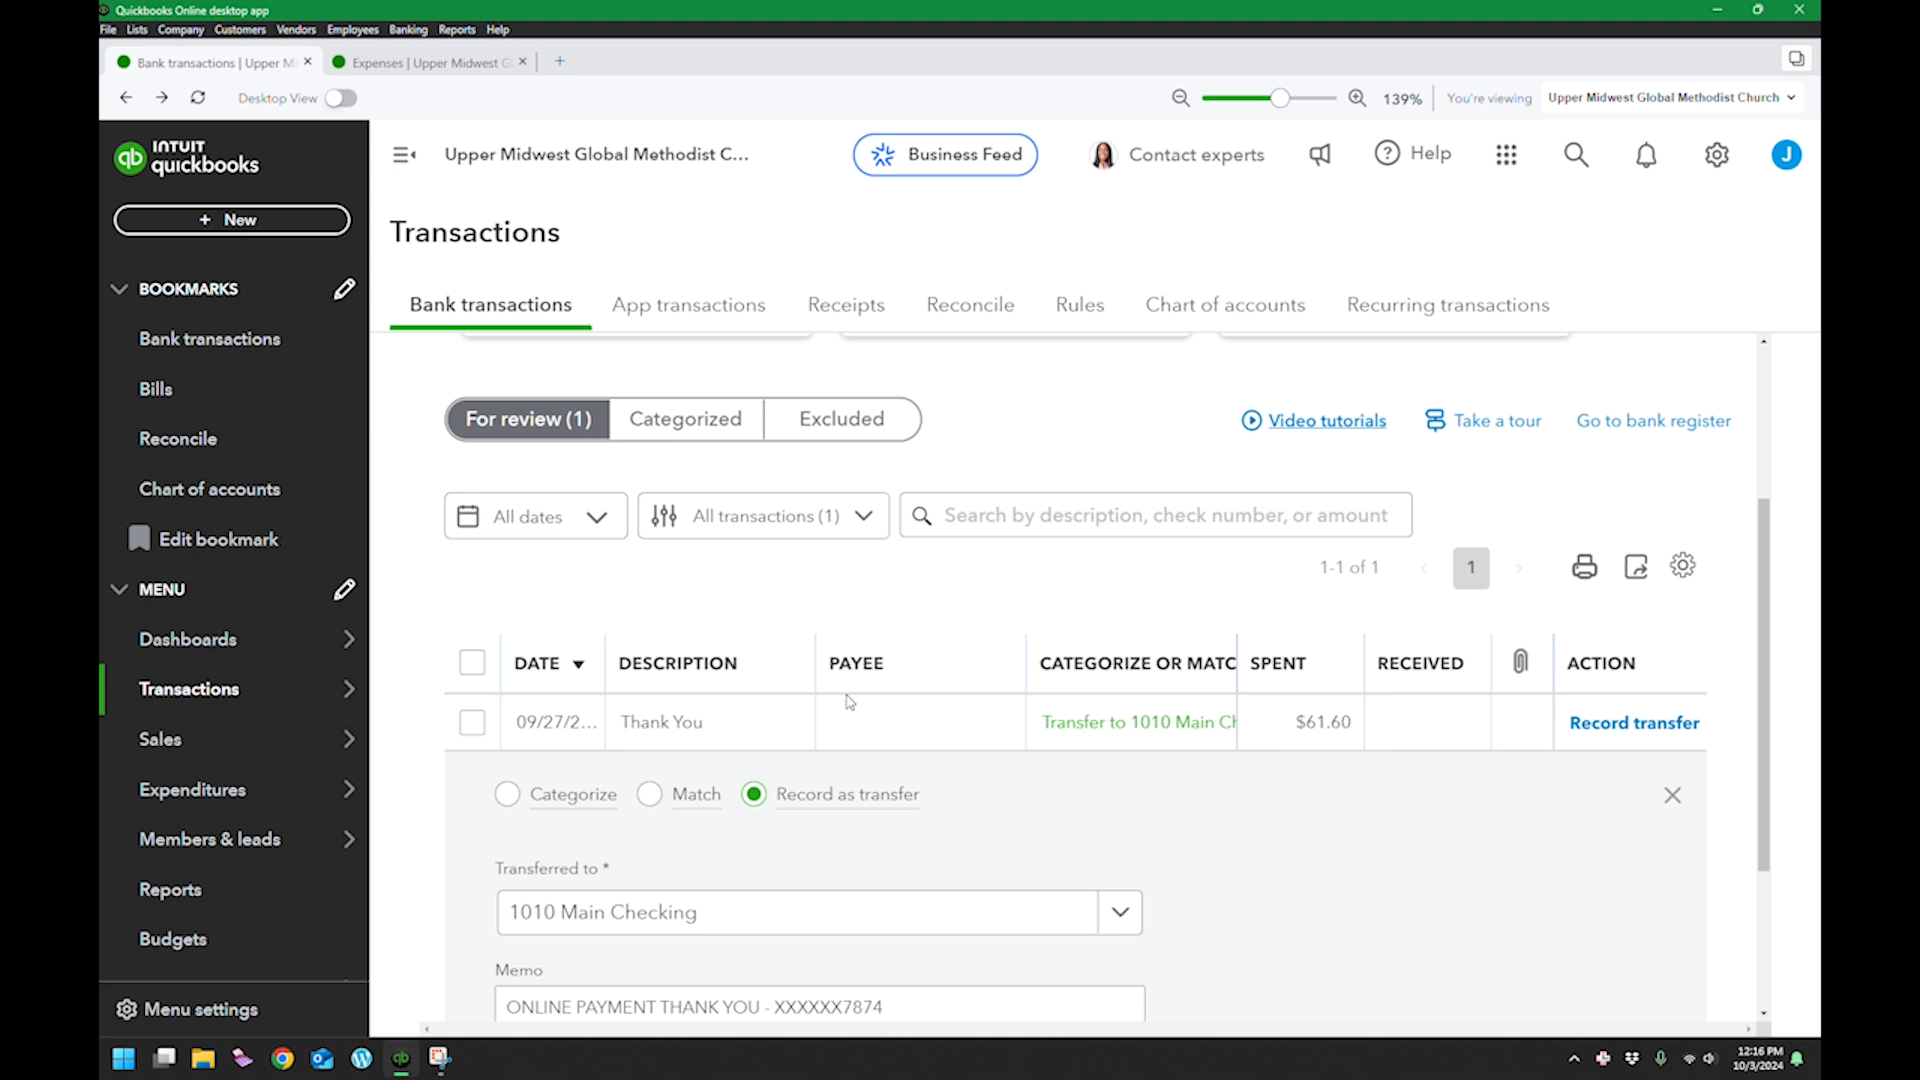 Quickbooks Online desktop app
File Lists Company Customers Vendors Employees Banking Reports Help
Bank transactions | Upper Mi
Expenses | Upper Midwest G
Desktop View
139%
You're viewing
Upper Midwest Global Methodist Church
INTUIT
quickbooks
qb
Upper Midwest Global Methodist C...
Business Feed
Contact experts
Help
J
+ New
Transactions
BOOKMARKS
Bank transactions
Bills
Reconcile
Chart of accounts
Edit bookmark
MENU
Dashboards
Transactions
Sales
Expenditures
Members & leads
Reports
Budgets
Menu settings
Bank transactions App transactions Receipts Reconcile Rules Chart of accounts Recurring transactions
For review (1) Categorized Excluded
Video tutorials Take a tour Go to bank register
All dates All transactions (1) Search by description, check number, or amount
1-1 of 1 1
DATE DESCRIPTION PAYEE CATEGORIZE OR MATC SPENT RECEIVED ACTION
09/27/2... Thank You Transfer to 1010 Main Ch $61.60 Record transfer
Categorize Match Record as transfer
Transferred to *
1010 Main Checking
Memo
ONLINE PAYMENT THANK YOU - XXXXXX7874
12:16 PM
10/3/2024